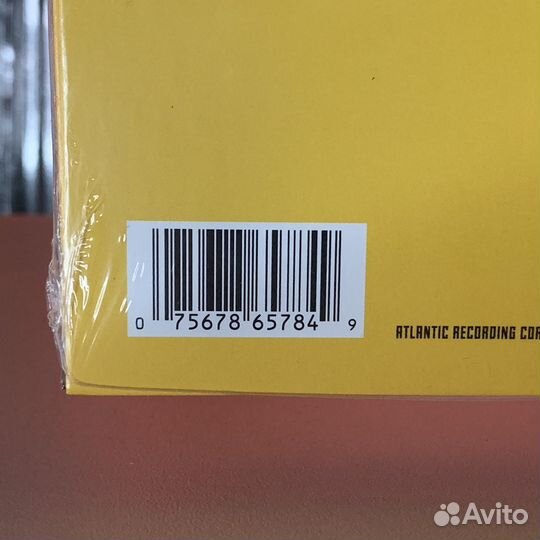 0 75678 65784 9
ATLANTIC RECORDING COR
Avito